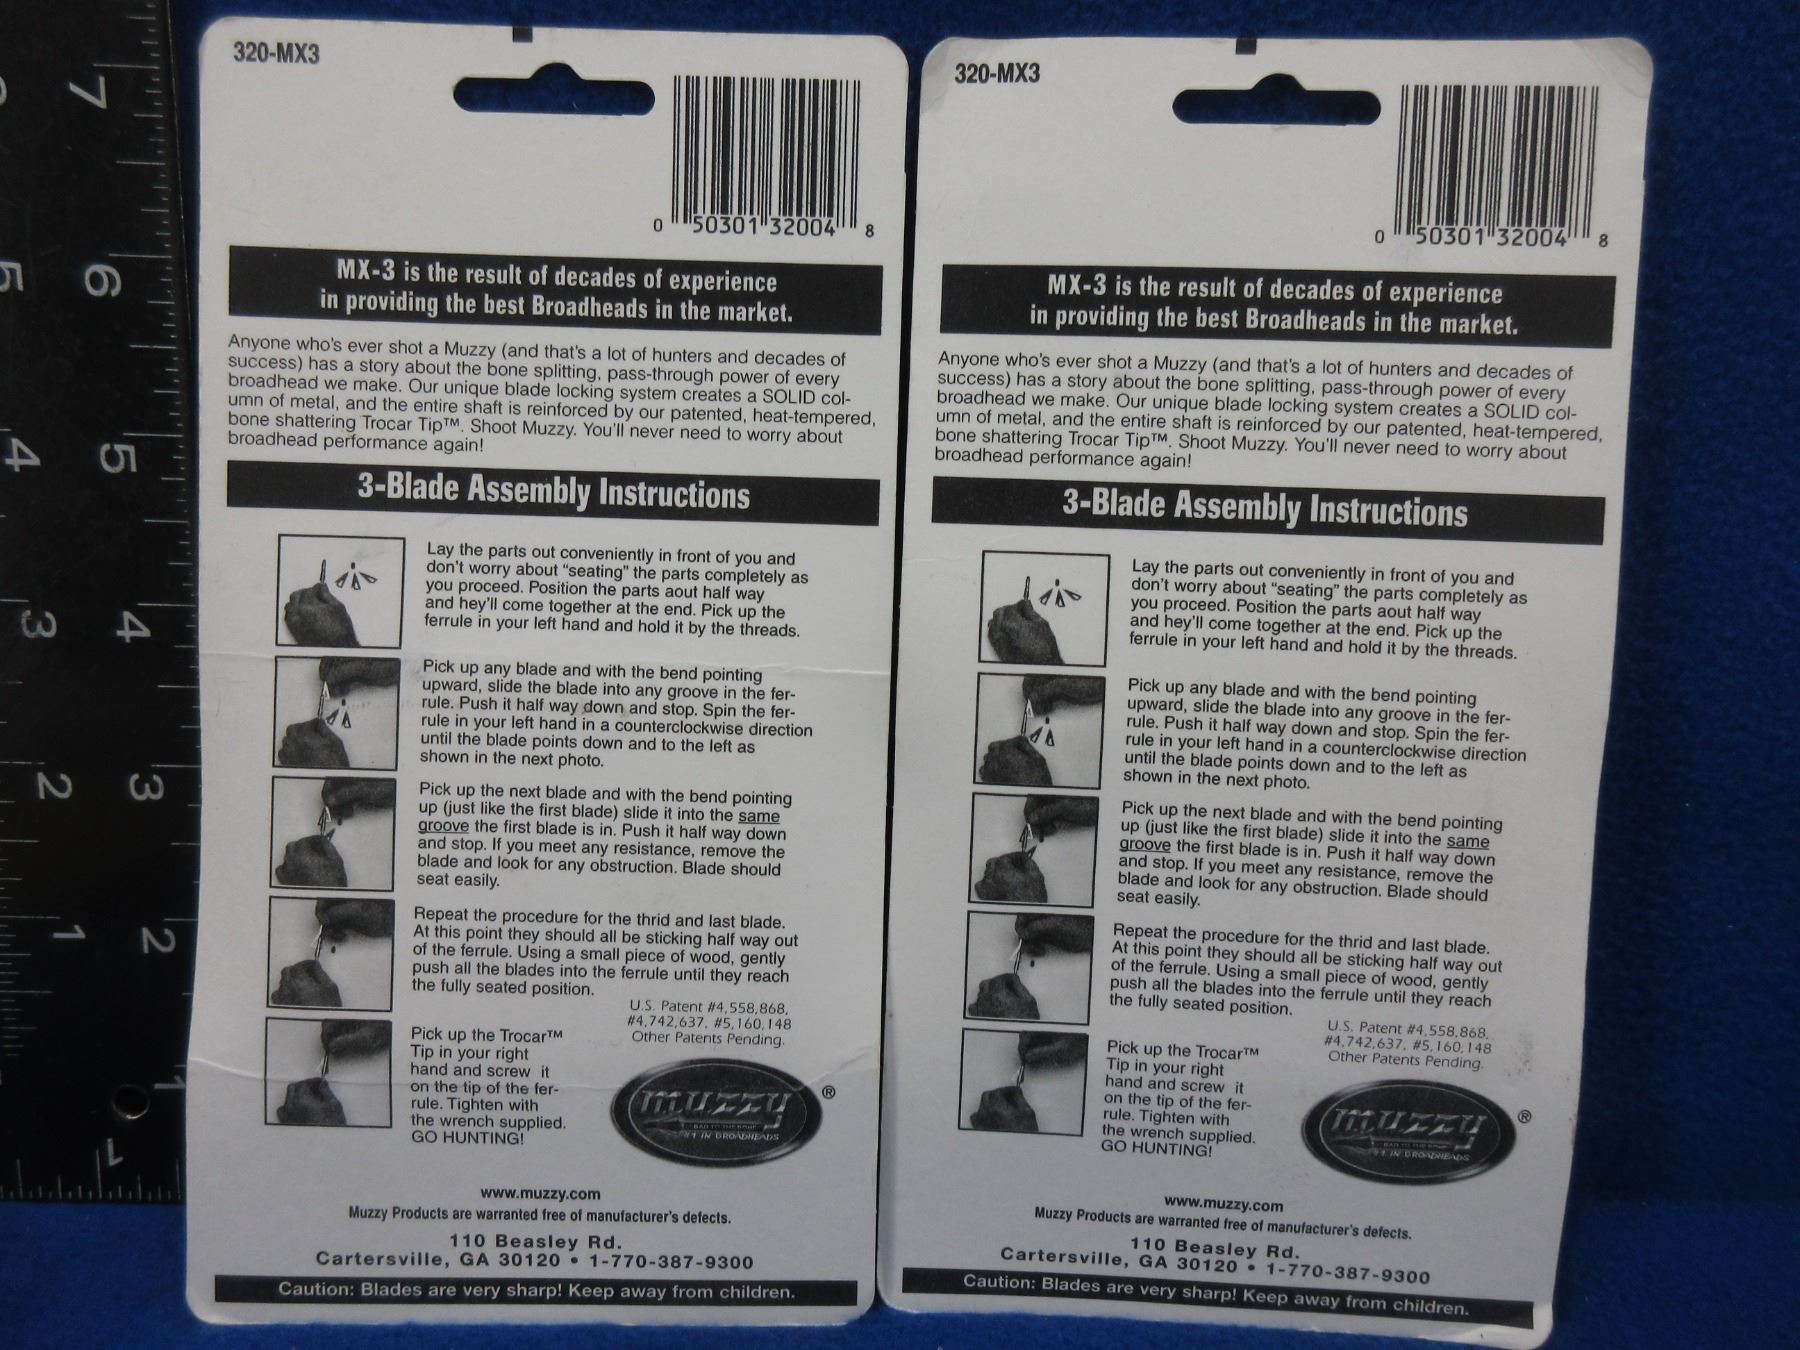 320-MX3
0 50301 32004 8
MX-3 is the result of decades of experience
in providing the best Broadheads in the market.
Anyone who's ever shot a Muzzy (and that's a lot of hunters and decades of
success) has a story about the bone splitting, pass-through power of every
broadhead we make. Our unique blade locking system creates a SOLID col-
umn of metal, and the entire shaft is reinforced by our patented, heat-tempered,
bone shattering Trocar Tip™. Shoot Muzzy. You'll never need to worry about
broadhead performance again!
3-Blade Assembly Instructions
Lay the parts out conveniently in front of you and
don't worry about "seating" the parts completely as
you proceed. Position the parts aout half way
and hey'll come together at the end. Pick up the
ferrule in your left hand and hold it by the threads.
Pick up any blade and with the bend pointing
upward, slide the blade into any groove in the fer-
rule. Push it half way down and stop. Spin the fer-
rule in your left hand in a counterclockwise direction
until the blade points down and to the left as
shown in the next photo.
Pick up the next blade and with the bend pointing
up (just like the first blade) slide it into the same
groove the first blade is in. Push it half way down
and stop. If you meet any resistance, remove the
blade and look for any obstruction. Blade should
seat easily.
Repeat the procedure for the thrid and last blade.
At this point they should all be sticking half way out
of the ferrule. Using a small piece of wood, gently
push all the blades into the ferrule until they reach
the fully seated position.
U.S. Patent #4,558,868,
#4,742,637, #5,160,148
Other Patents Pending.
Pick up the Trocar™
Tip in your right
hand and screw it
on the tip of the fer-
rule. Tighten with
the wrench supplied.
GO HUNTING!
muzzy ®
BAD TO THE BONE
#1 IN BROADHEADS
www.muzzy.com
Muzzy Products are warranted free of manufacturer's defects.
110 Beasley Rd.
Cartersville, GA 30120 • 1-770-387-9300
Caution: Blades are very sharp! Keep away from children.
320-MX3
0 50301 32004 8
MX-3 is the result of decades of experience
in providing the best Broadheads in the market.
Anyone who's ever shot a Muzzy (and that's a lot of hunters and decades of
success) has a story about the bone splitting, pass-through power of every
broadhead we make. Our unique blade locking system creates a SOLID col-
umn of metal, and the entire shaft is reinforced by our patented, heat-tempered,
bone shattering Trocar Tip™. Shoot Muzzy. You'll never need to worry about
broadhead performance again!
3-Blade Assembly Instructions
Lay the parts out conveniently in front of you and
don't worry about "seating" the parts completely as
you proceed. Position the parts aout half way
and hey'll come together at the end. Pick up the
ferrule in your left hand and hold it by the threads.
Pick up any blade and with the bend pointing
upward, slide the blade into any groove in the fer-
rule. Push it half way down and stop. Spin the fer-
rule in your left hand in a counterclockwise direction
until the blade points down and to the left as
shown in the next photo.
Pick up the next blade and with the bend pointing
up (just like the first blade) slide it into the same
groove the first blade is in. Push it half way down
and stop. If you meet any resistance, remove the
blade and look for any obstruction. Blade should
seat easily.
Repeat the procedure for the thrid and last blade.
At this point they should all be sticking half way out
of the ferrule. Using a small piece of wood, gently
push all the blades into the ferrule until they reach
the fully seated position.
U.S. Patent #4,558,868,
#4,742,637, #5,160,148
Other Patents Pending.
Pick up the Trocar™
Tip in your right
hand and screw it
on the tip of the fer-
rule. Tighten with
the wrench supplied.
GO HUNTING!
muzzy ®
BAD TO THE BONE
#1 IN BROADHEADS
www.muzzy.com
Muzzy Products are warranted free of manufacturer's defects.
110 Beasley Rd.
Cartersville, GA 30120 • 1-770-387-9300
Caution: Blades are very sharp! Keep away from children.
7
6
5
4
3
2
1
5
4
3
2
1